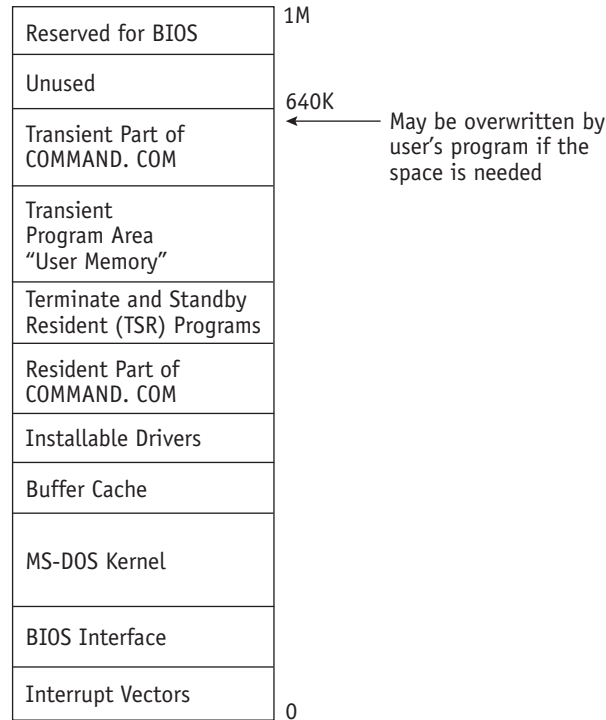 1M
Reserved for BIOS
Unused
640K
Transient Part of
COMMAND. COM
May be overwritten by
user's program if the
space is needed
Transient
Program Area
“User Memory”
Terminate and Standby
Resident (TSR) Programs
Resident Part of
COMMAND. COM
Installable Drivers
Buffer Cache
MS-DOS Kernel
BIOS Interface
Interrupt Vectors
0